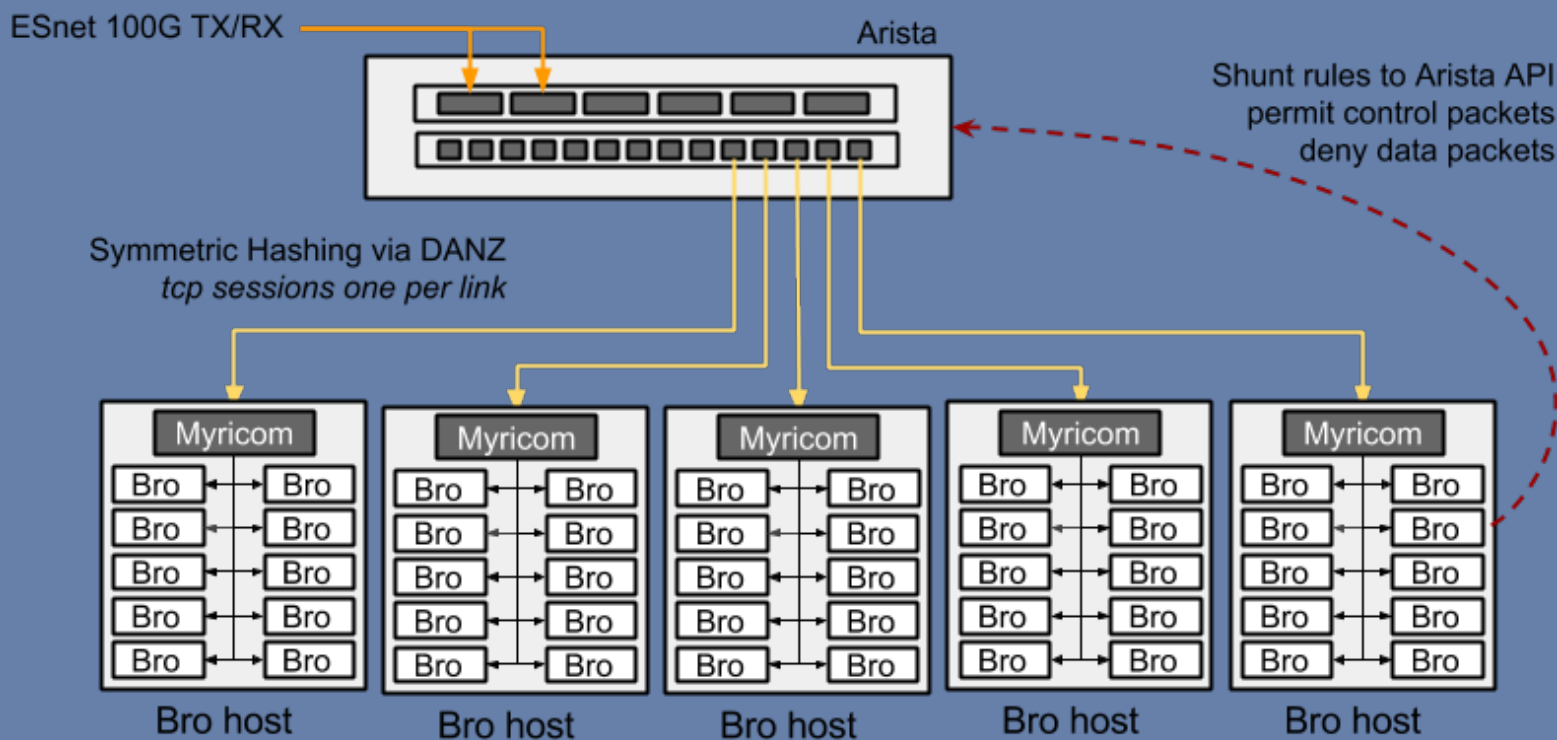 ESnet 100G TX/RX
Arista
Shunt rules to Arista API
permit control packets
deny data packets
Symmetric Hashing via DANZ
tcp sessions one per link
Myricom Myricom Myricom Myricom Myricom
Bro Bro Bro Bro Bro Bro Bro Bro Bro Bro
Bro Bro Bro Bro Bro Bro Bro Bro Bro Bro
Bro Bro Bro Bro Bro Bro Bro Bro Bro Bro
Bro Bro Bro Bro Bro Bro Bro Bro Bro Bro
Bro Bro Bro Bro Bro Bro Bro Bro Bro Bro
Bro host Bro host Bro host Bro host Bro host